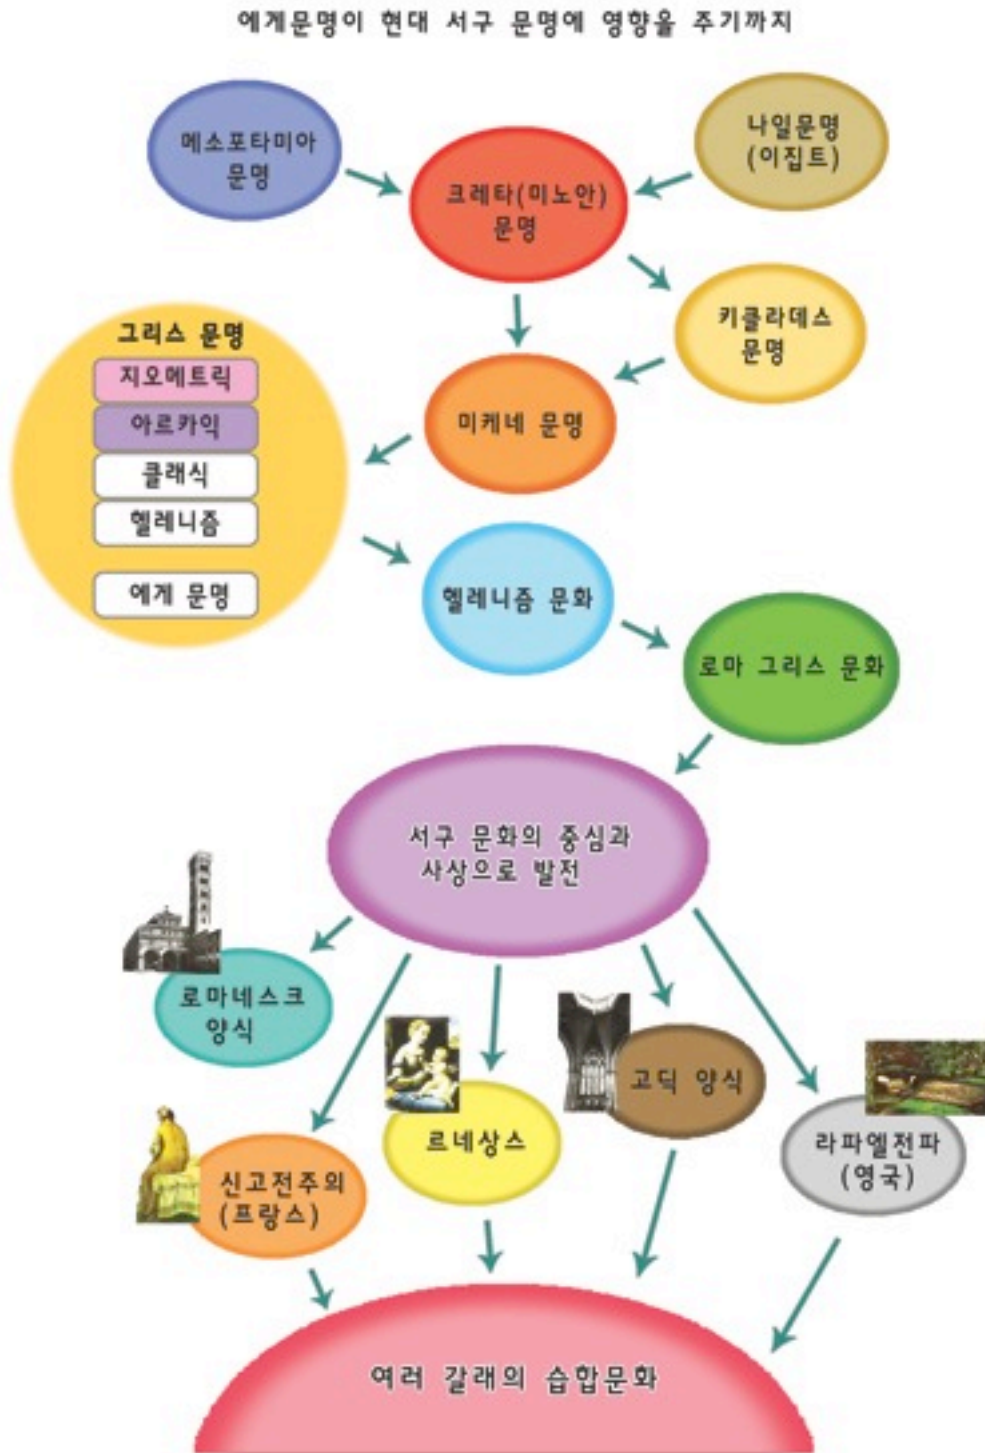 에게문명이 현대 서구 문명에 영향을 주기까지
메소포타미아
문명
나일문명
(이집트)
크레타(미노안)
문명
키클라데스
문명
그리스 문명
지오메트릭
아르카익
클래식
헬레니즘
에게 문명
미케네 문명
헬레니즘 문화
로마 그리스 문화
서구 문화의 중심과
사상으로 발전
로마네스크
양식
고딕 양식
르네상스
라파엘전파
(영국)
신고전주의
(프랑스)
여러 갈래의 습합문화